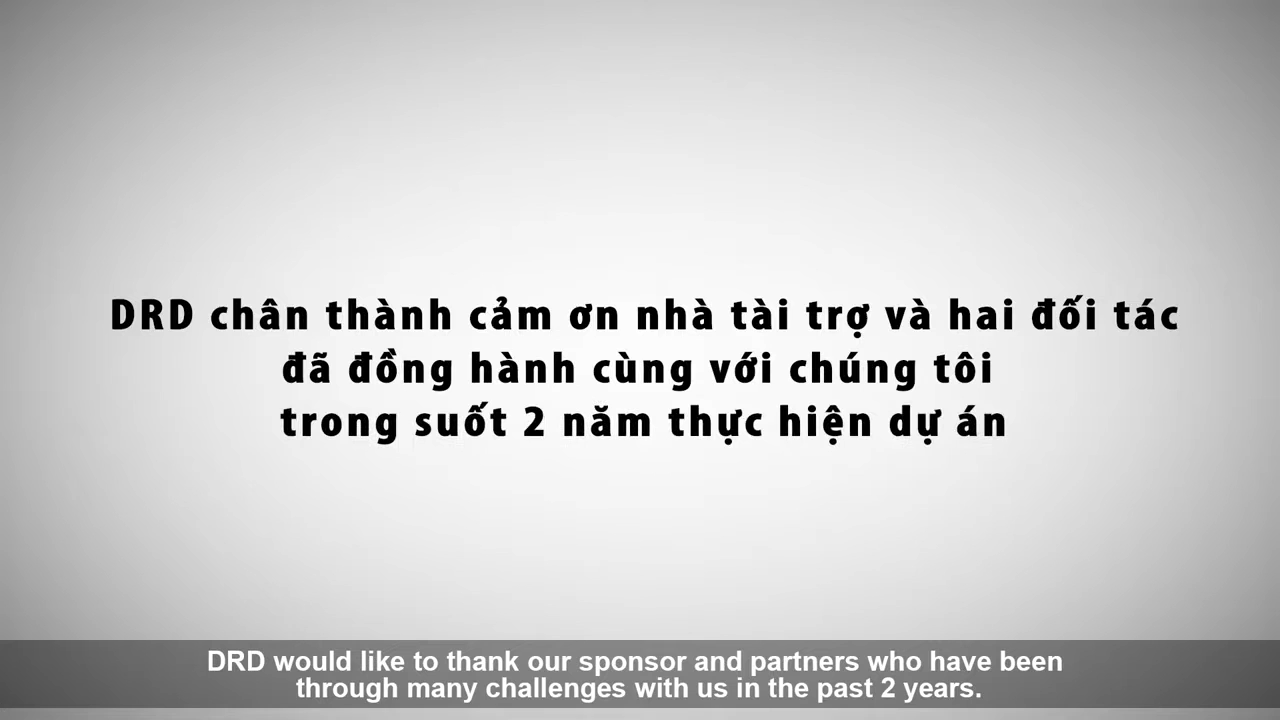 DRD chân thành cảm ơn nhà tài trợ và hai đối tác
đã đồng hành cùng với chúng tôi
trong suốt 2 năm thực hiện dự án
DRD would like to thank our sponsor and partners who have been
through many challenges with us in the past 2 years.